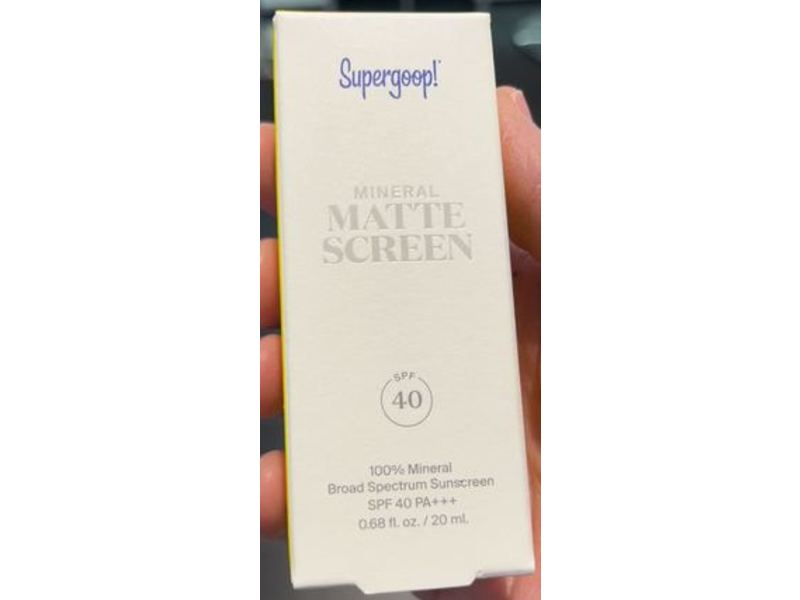 Supergoop!
MINERAL
MATTE
SCREEN
SPF
40
100% Mineral
Broad Spectrum Sunscreen
SPF 40 PA+++
0.68 fl. oz. / 20 ml.